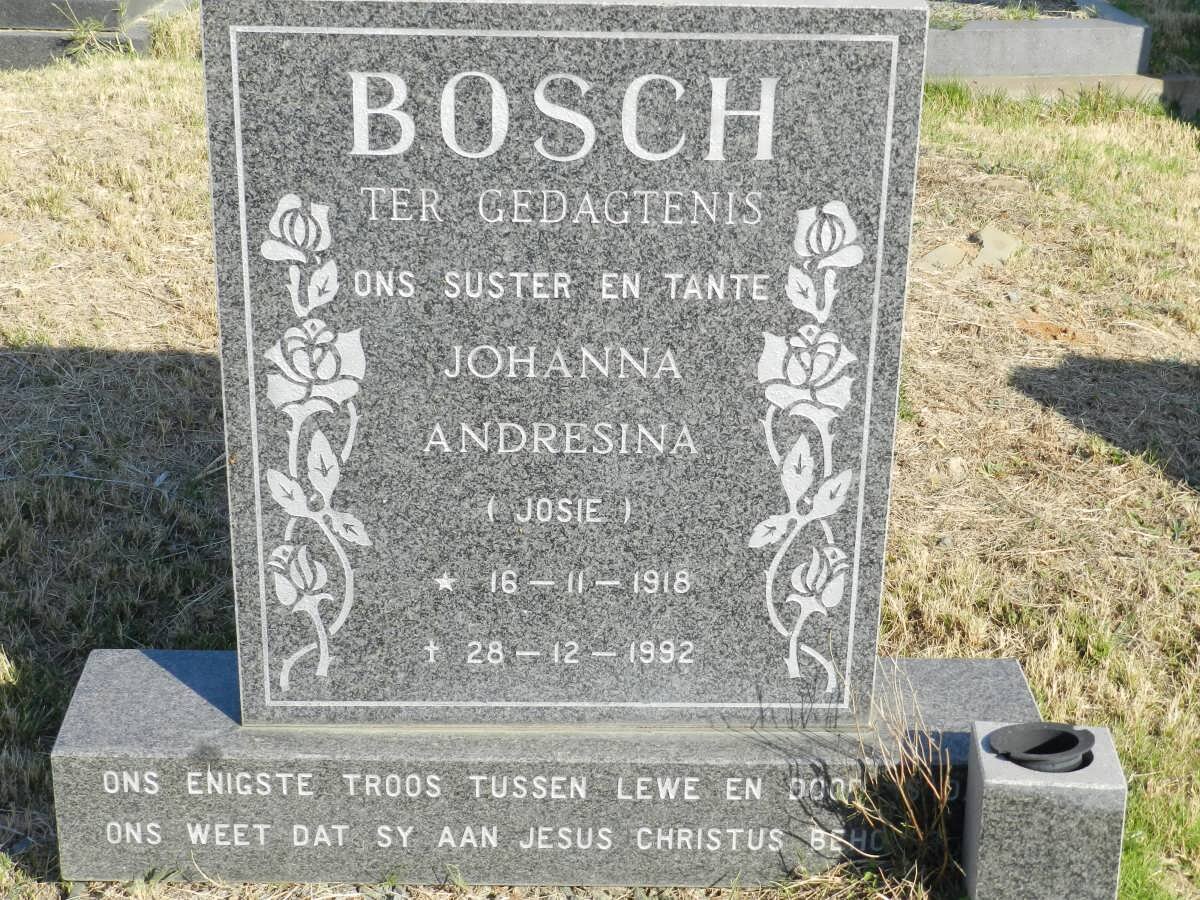 BOSCH
TER GEDAGTENIS
ONS SUSTER EN TANTE
JOHANNA
ANDRESINA
( JOSIE )
★ 16 – 11 – 1918
† 28 – 12 – 1992
ONS ENIGSTE TROOS TUSSEN LEWE EN DOOD
ONS WEET DAT SY AAN JESUS CHRISTUS